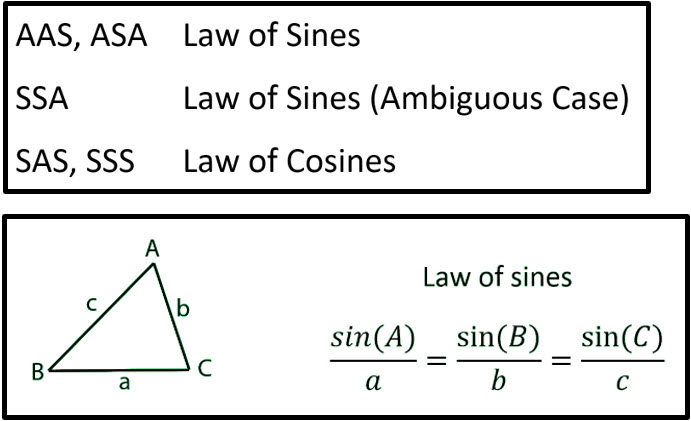 AAS, ASA Law of Sines
SSA Law of Sines (Ambiguous Case)
SAS, SSS Law of Cosines
A
c
b
B
C
a
Law of sines
sin(A)/a = sin(B)/b = sin(C)/c